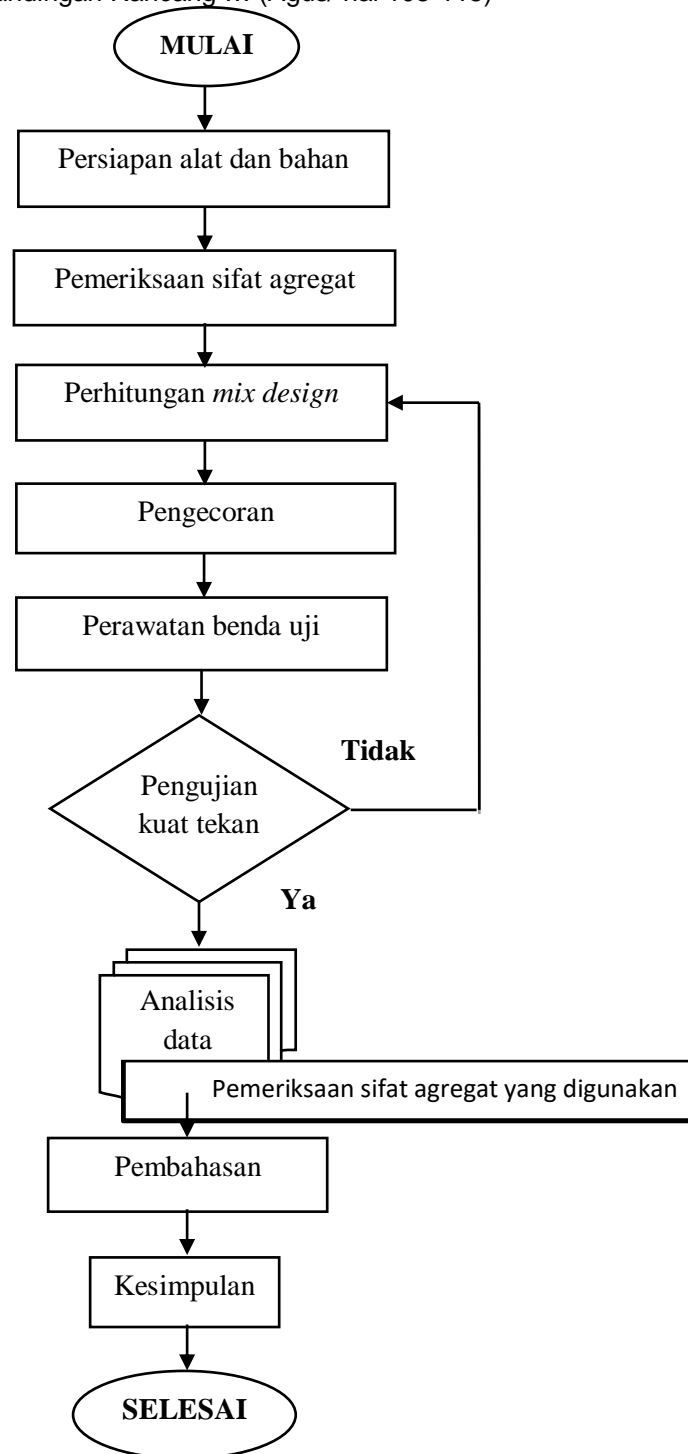 MULAI
Persiapan alat dan bahan
Pemeriksaan sifat agregat
Perhitungan mix design
Pengecoran
Perawatan benda uji
Tidak
Pengujian
kuat tekan
Ya
Analisis
data
Pemeriksaan sifat agregat yang digunakan
Pembahasan
Kesimpulan
SELESAI